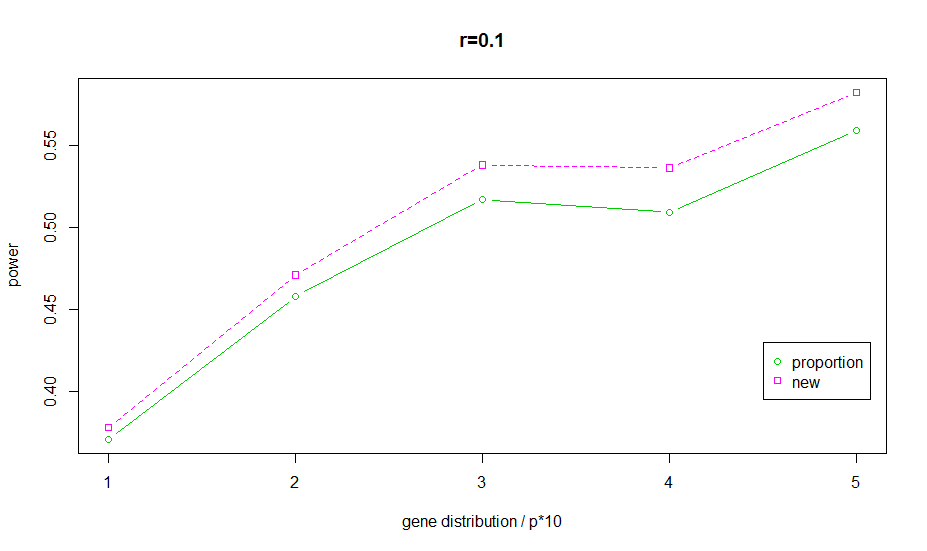 r=0.1
power
0.55
0.50
0.45
0.40
proportion
new
1 2 3 4 5
gene distribution / p*10